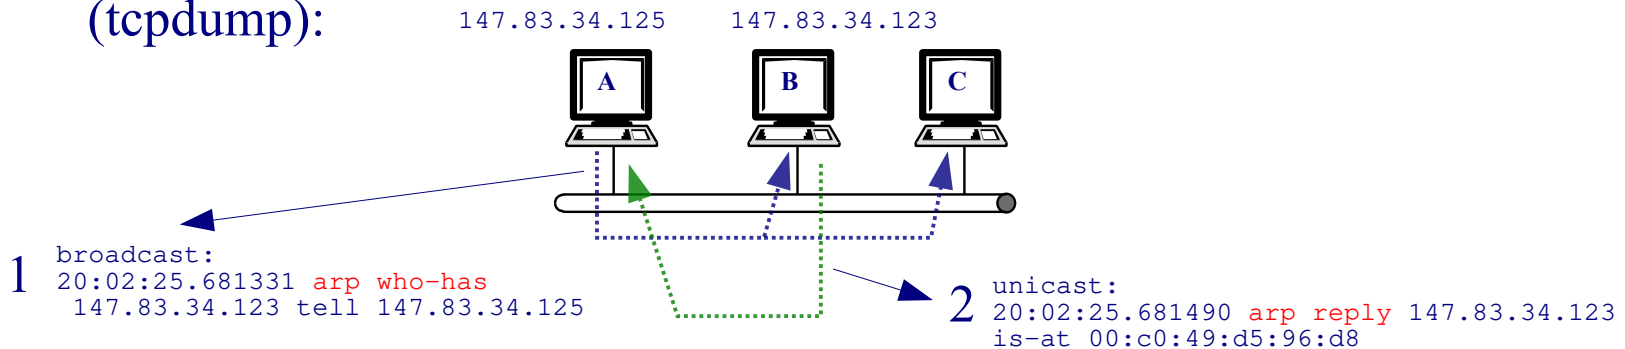 (tcpdump):
147.83.34.125 147.83.34.123
A B C
1 broadcast:
20:02:25.681331 arp who-has
147.83.34.123 tell 147.83.34.125
2 unicast:
20:02:25.681490 arp reply 147.83.34.123
is-at 00:c0:49:d5:96:d8